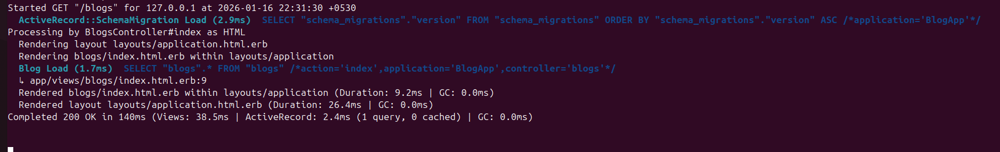 Started GET "/blogs" for 127.0.0.1 at 2026-01-16 22:31:30 +0530
  ActiveRecord::SchemaMigration Load (2.9ms)  SELECT "schema_migrations"."version" FROM "schema_migrations" ORDER BY "schema_migrations"."version" ASC /*application='BlogApp'*/
Processing by BlogsController#index as HTML
  Rendering layout layouts/application.html.erb
  Rendering blogs/index.html.erb within layouts/application
  Blog Load (1.7ms)  SELECT "blogs".* FROM "blogs" /*action='index',application='BlogApp',controller='blogs'*/
  ↳ app/views/blogs/index.html.erb:9
  Rendered blogs/index.html.erb within layouts/application (Duration: 9.2ms | GC: 0.0ms)
  Rendered layout layouts/application.html.erb (Duration: 26.4ms | GC: 0.0ms)
Completed 200 OK in 140ms (Views: 38.5ms | ActiveRecord: 2.4ms (1 query, 0 cached) | GC: 0.0ms)